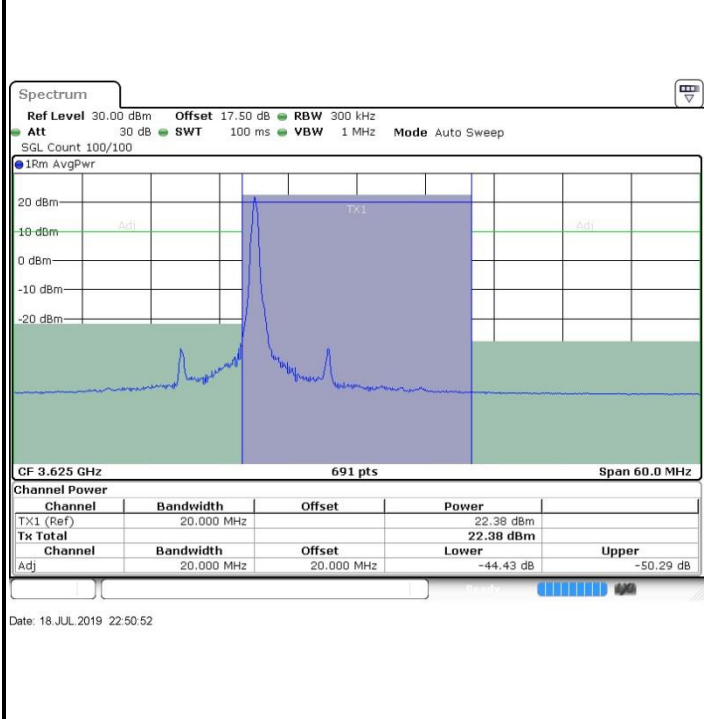 Spectrum
Ref Level 30.00 dBm Offset 17.50 dB RBW 300 kHz
Att 30 dB SWT 100 ms VBW 1 MHz Mode Auto Sweep
SGL Count 100/100
1Rm AvgPwr
20 dBm
TX1
Adj Adj
10 dBm
0 dBm
-10 dBm
-20 dBm
CF 3.625 GHz 691 pts Span 60.0 MHz
Channel Power
Channel Bandwidth Offset Power
TX1 (Ref) 20.000 MHz 22.38 dBm
Tx Total 22.38 dBm
Channel Bandwidth Offset Lower Upper
Adj 20.000 MHz 20.000 MHz -44.43 dB -50.29 dB
Ready
Date: 18.JUL.2019 22:50:52